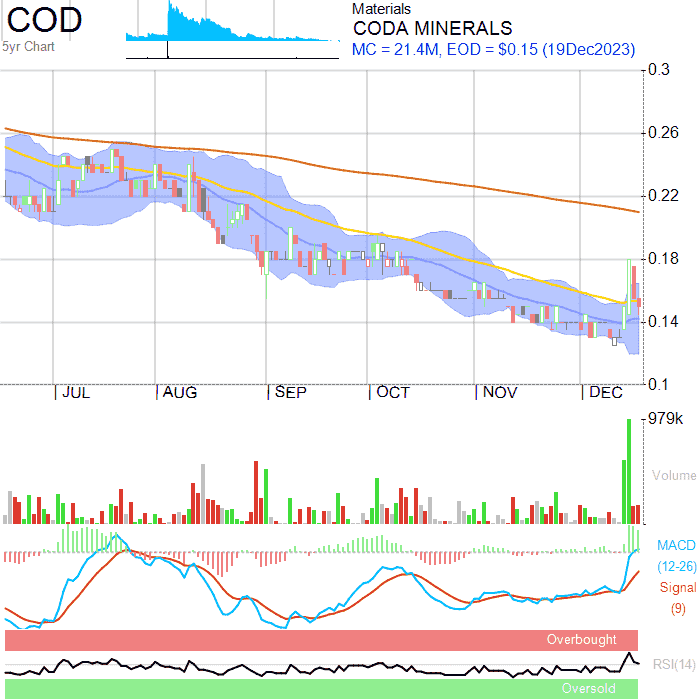 COD
5yr Chart
Materials
CODA MINERALS
MC = 21.4M, EOD = $0.15 (19Dec2023)
0.3
0.26
0.22
0.18
0.14
0.1
JUL
AUG
SEP
OCT
NOV
DEC
979k
Volume
MACD
(12-26)
Signal
(9)
Overbought
RSI(14)
Oversold